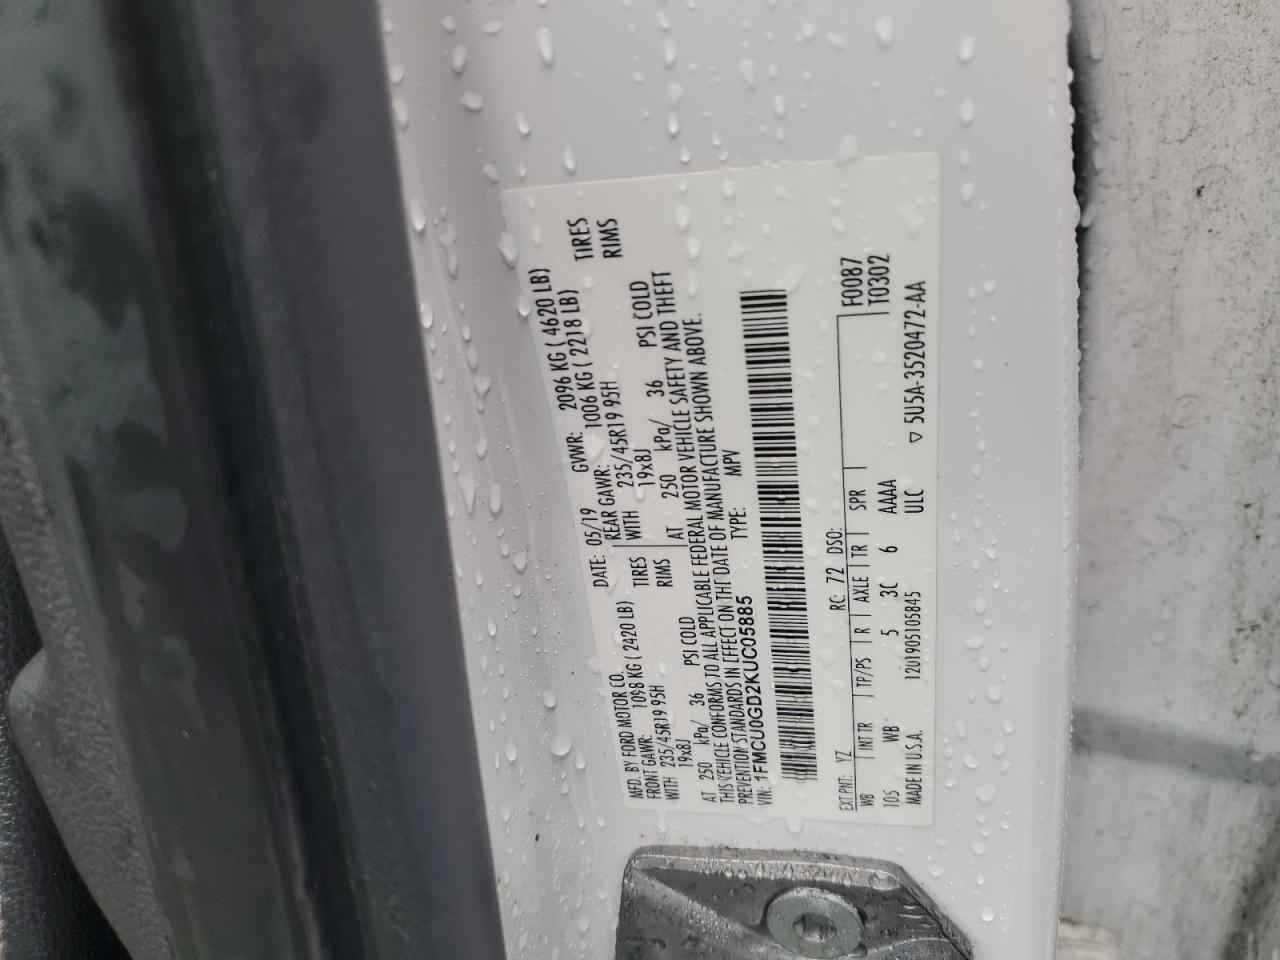 MFD. BY FORD MOTOR CO.
DATE: 05/19 GVWR: 2096 KG ( 4620 LB)
FRONT GAWR: 1098 KG ( 2420 LB) REAR GAWR: 1006 KG ( 2218 LB)
WITH 235/45R19 95H TIRES WITH 235/45R19 95H TIRES
19x8J RIMS 19x8J RIMS
AT 250 kPa/ 36 PSI COLD AT 250 kPa/ 36 PSI COLD
THIS VEHICLE CONFORMS TO ALL APPLICABLE FEDERAL MOTOR VEHICLE SAFETY AND THEFT
PREVENTION STANDARDS IN EFFECT ON THE DATE OF MANUFACTURE SHOWN ABOVE.
VIN: 1FMCU0GD2KUC05885 TYPE: MPV
F0087
T0302
EXT PNT: YZ RC: 72 DSO:
WB INT TR TP/PS R AXLE TR SPR
105 WB 5 3C 6 AAAA
ULC
MADE IN U.S.A. 12U1905105845
▽ 5U5A-3520472-AA